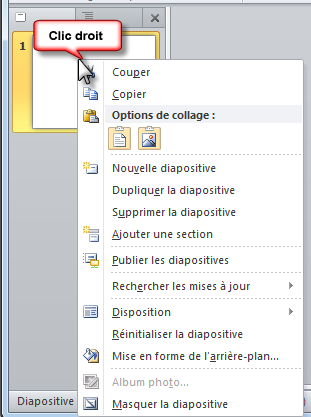 Clic droit
1
Couper
Copier
Options de collage :
Nouvelle diapositive
Dupliquer la diapositive
Supprimer la diapositive
Ajouter une section
Publier les diapositives
Rechercher les mises à jour
Disposition
Réinitialiser la diapositive
Mise en forme de l'arrière-plan...
Album photo...
Masquer la diapositive
Diapositive